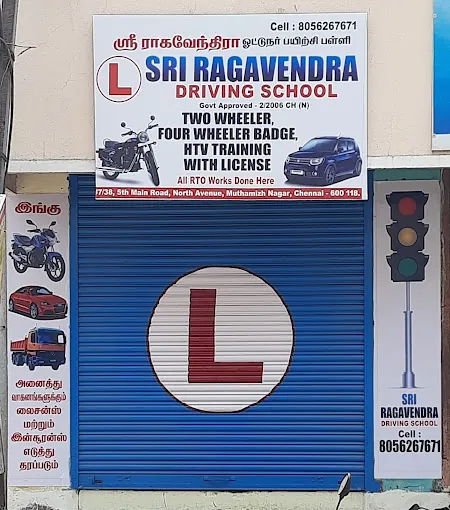 Cell : 8056267671
ஸ்ரீ ராகவேந்திரா ஓட்டுநர் பயிற்சி பள்ளி
L SRI RAGAVENDRA
DRIVING SCHOOL
Govt Approved - 2/2006 CH (N)
TWO WHEELER,
FOUR WHEELER BADGE,
HTV TRAINING
WITH LICENSE
All RTO Works Done Here
7/38, 5th Main Road, North Avenue, Muthamizh Nagar, Chennai - 600 118.
இங்கு
அனைத்து
வாகனங்களுக்கும்
லைசன்ஸ்
மற்றும்
இன்சூரன்ஸ்
எடுத்து
தரப்படும்
L
SRI
RAGAVENDRA
DRIVING SCHOOL
Cell :
8056267671